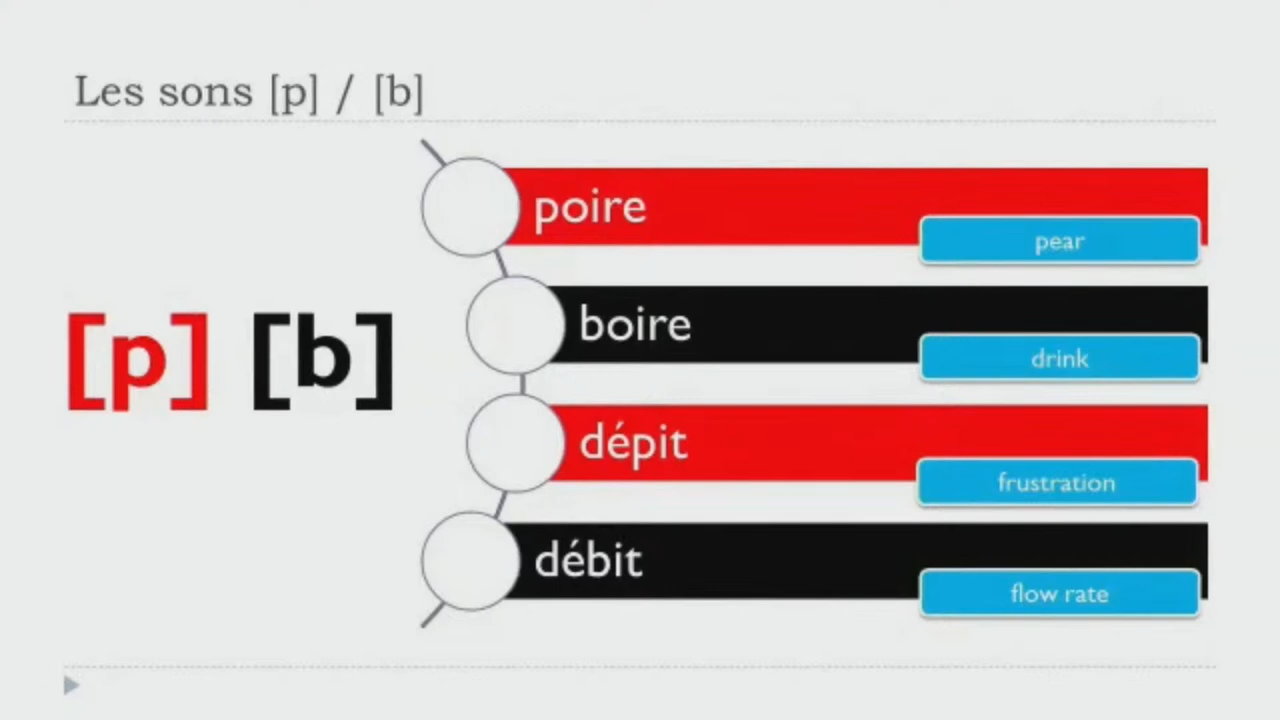 Les sons [p] / [b]
[p] [b]
poire
pear
boire
drink
dépit
frustration
débit
flow rate